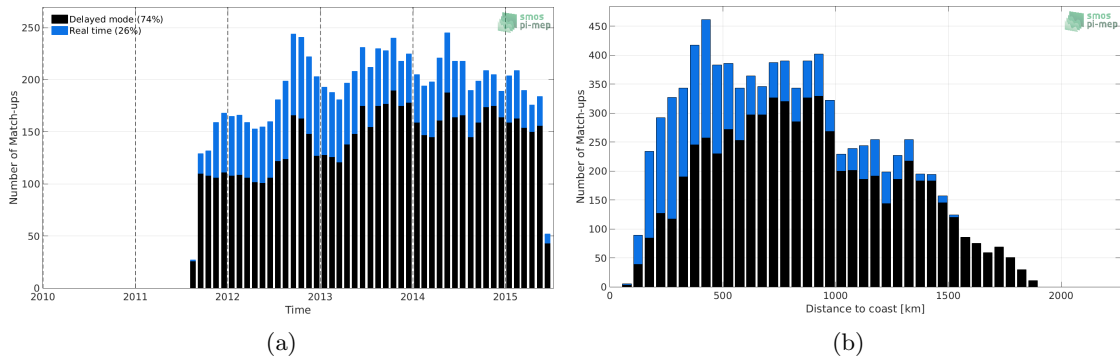 Delayed mode (74%)
Real time (26%)
smos
pi-mep
Number of Match-ups
250
200
150
100
50
0
2010
2011
2012
2013
2014
2015
Time
(a)
smos
pi-mep
Number of Match-ups
450
400
350
300
250
200
150
100
50
0
0
500
1000
1500
2000
Distance to coast [km]
(b)